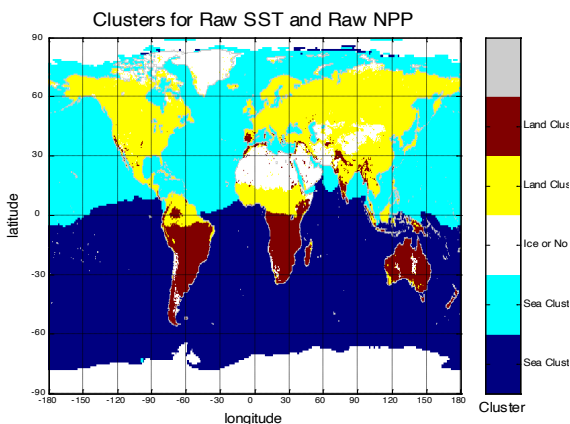 Clusters for Raw SST and Raw NPP
latitude
90
60
30
0
-30
-60
-90
-180 -150 -120 -90 -60 -30 0 30 60 90 120 150 180
longitude
Land Clus
Land Clus
Ice or No
Sea Clust
Sea Clust
Cluster